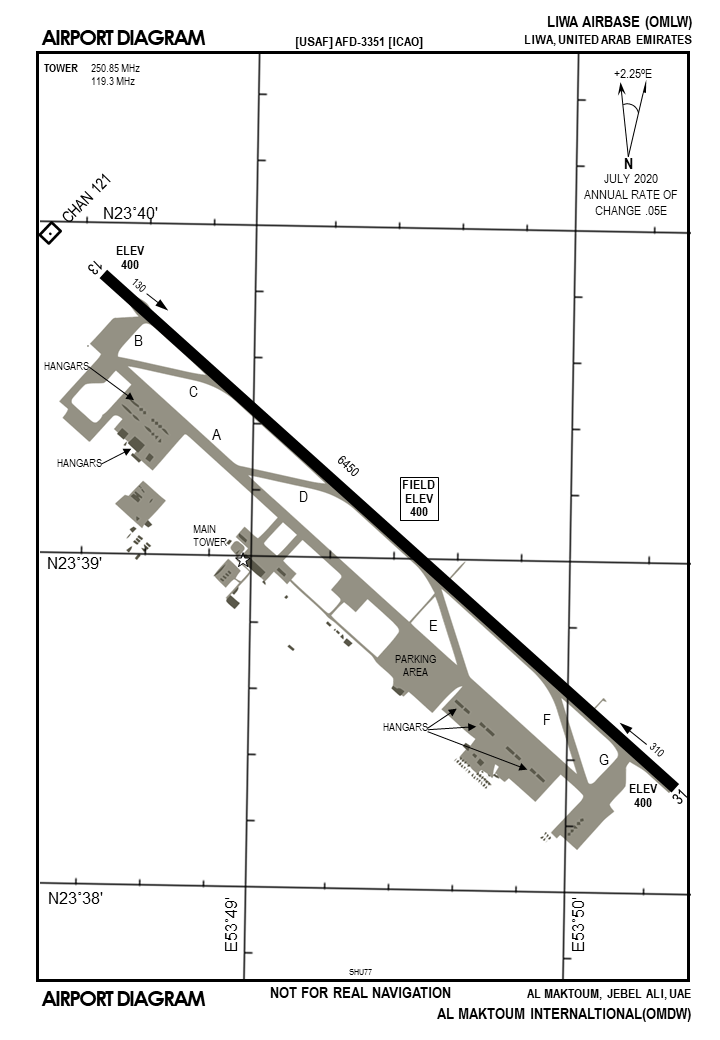 LIWA AIRBASE (OMLW)
AIRPORT DIAGRAM
[USAF] AFD-3351 [ICAO]
LIWA, UNITED ARAB EMIRATES
TOWER 250.85 MHz
119.3 MHz
+2.25ºE
N
JULY 2020
ANNUAL RATE OF
CHANGE .05E
CHAN 121
N23˚40'
13
ELEV
400
130
B
HANGARS
C
A
HANGARS
6450
D
FIELD
ELEV
400
MAIN
TOWER
N23˚39'
E
PARKING
AREA
HANGARS
F
310
G
ELEV
400
31
N23˚38'
E53˚49'
E53˚50'
SHU77
AIRPORT DIAGRAM
NOT FOR REAL NAVIGATION
AL MAKTOUM, JEBEL ALI, UAE
AL MAKTOUM INTERNALTIONAL(OMDW)